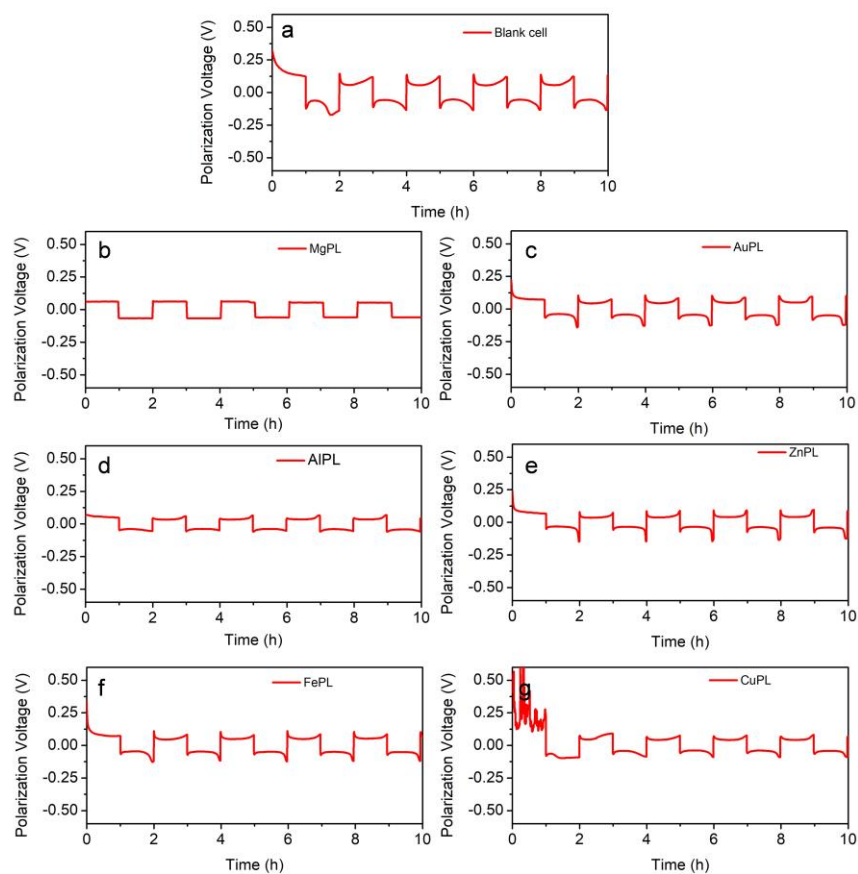 a
Blank cell
Polarization Voltage (V)
0.50
0.25
0.00
-0.25
-0.50
0 2 4 6 8 10
Time (h)
b
MgPL
Polarization Voltage (V)
0.50
0.25
0.00
-0.25
-0.50
0 2 4 6 8 10
Time (h)
c
AuPL
Polarization Voltage (V)
0.50
0.25
0.00
-0.25
-0.50
0 2 4 6 8 10
Time (h)
d
AlPL
Polarization Voltage (V)
0.50
0.25
0.00
-0.25
-0.50
0 2 4 6 8 10
Time (h)
e
ZnPL
Polarization Voltage (V)
0.50
0.25
0.00
-0.25
-0.50
0 2 4 6 8 10
Time (h)
f
FePL
Polarization Voltage (V)
0.50
0.25
0.00
-0.25
-0.50
0 2 4 6 8 10
Time (h)
g
CuPL
Polarization Voltage (V)
0.50
0.25
0.00
-0.25
-0.50
0 2 4 6 8 10
Time (h)